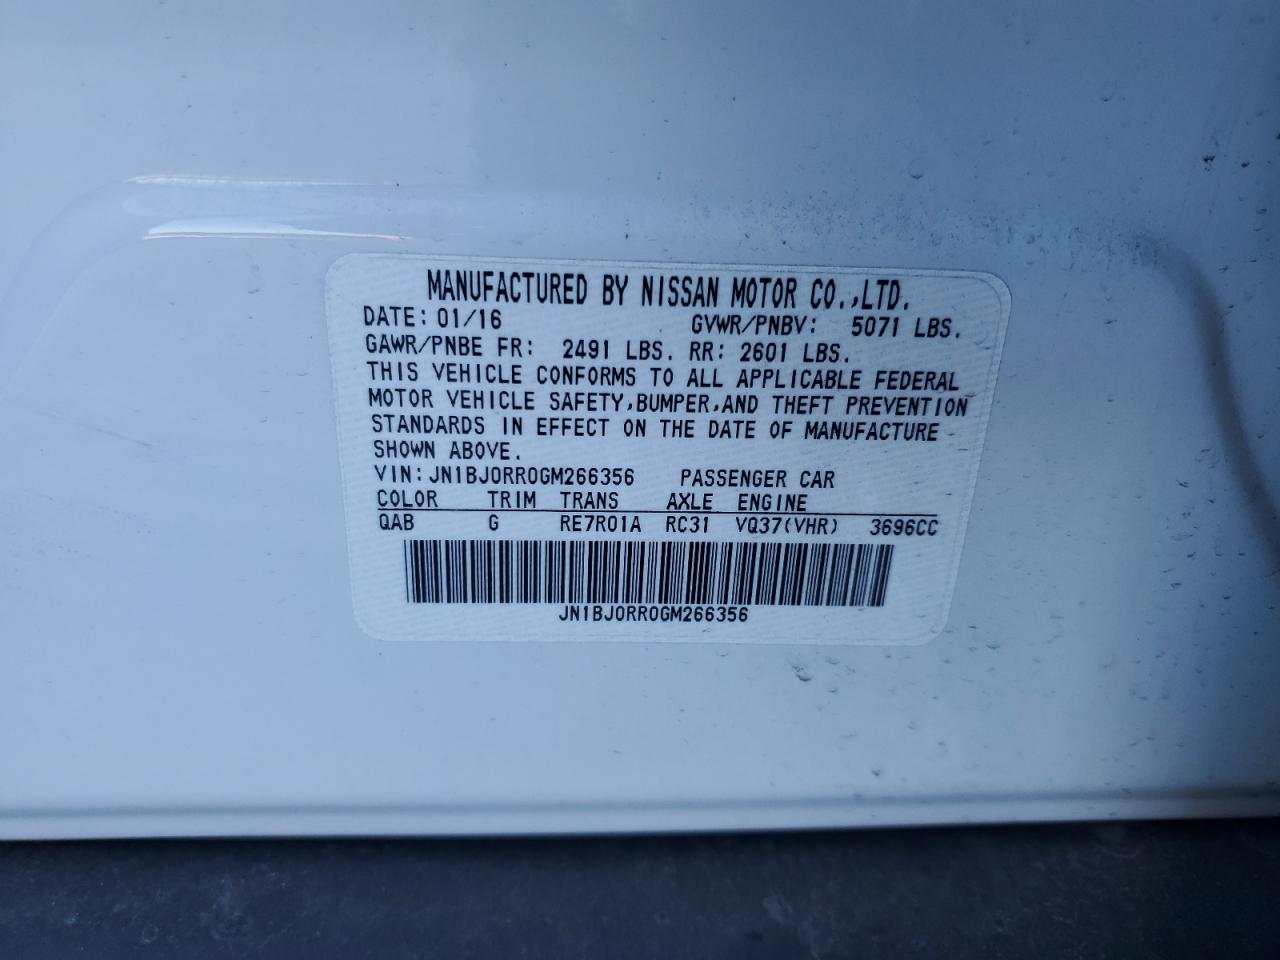 MANUFACTURED BY NISSAN MOTOR CO.,LTD.
DATE: 01/16 GVWR/PNBV: 5071 LBS.
GAWR/PNBE FR: 2491 LBS. RR: 2601 LBS.
THIS VEHICLE CONFORMS TO ALL APPLICABLE FEDERAL
MOTOR VEHICLE SAFETY,BUMPER,AND THEFT PREVENTION
STANDARDS IN EFFECT ON THE DATE OF MANUFACTURE
SHOWN ABOVE.
VIN: JN1BJ0RR0GM266356 PASSENGER CAR
COLOR TRIM TRANS AXLE ENGINE
QAB G RE7R01A RC31 VQ37(VHR) 3696CC
JN1BJ0RR0GM266356